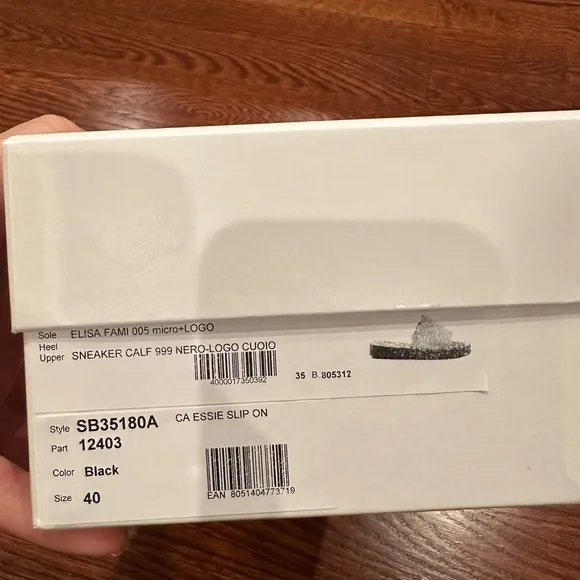 Sole ELISA FAMI 005 micro+LOGO
Heel
Upper SNEAKER CALF 999 NERO-LOGO CUOIO
4000017350392
35 B.805312
Style SB35180A CA ESSIE SLIP ON
Part 12403
Color Black
Size 40
EAN 8051404773719